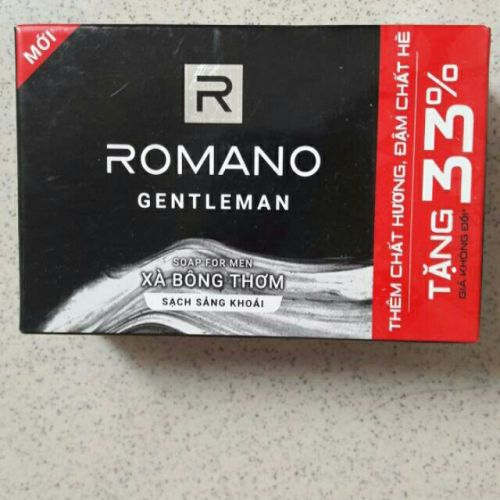 MỚI
R
ROMANO
GENTLEMAN
SOAP FOR MEN
XÀ BÔNG THƠM
SẠCH SẢNG KHOÁI
THÊM CHẤT HƯƠNG, ĐẬM CHẤT HÈ
TẶNG 33%
GIÁ KHÔNG ĐỔI*